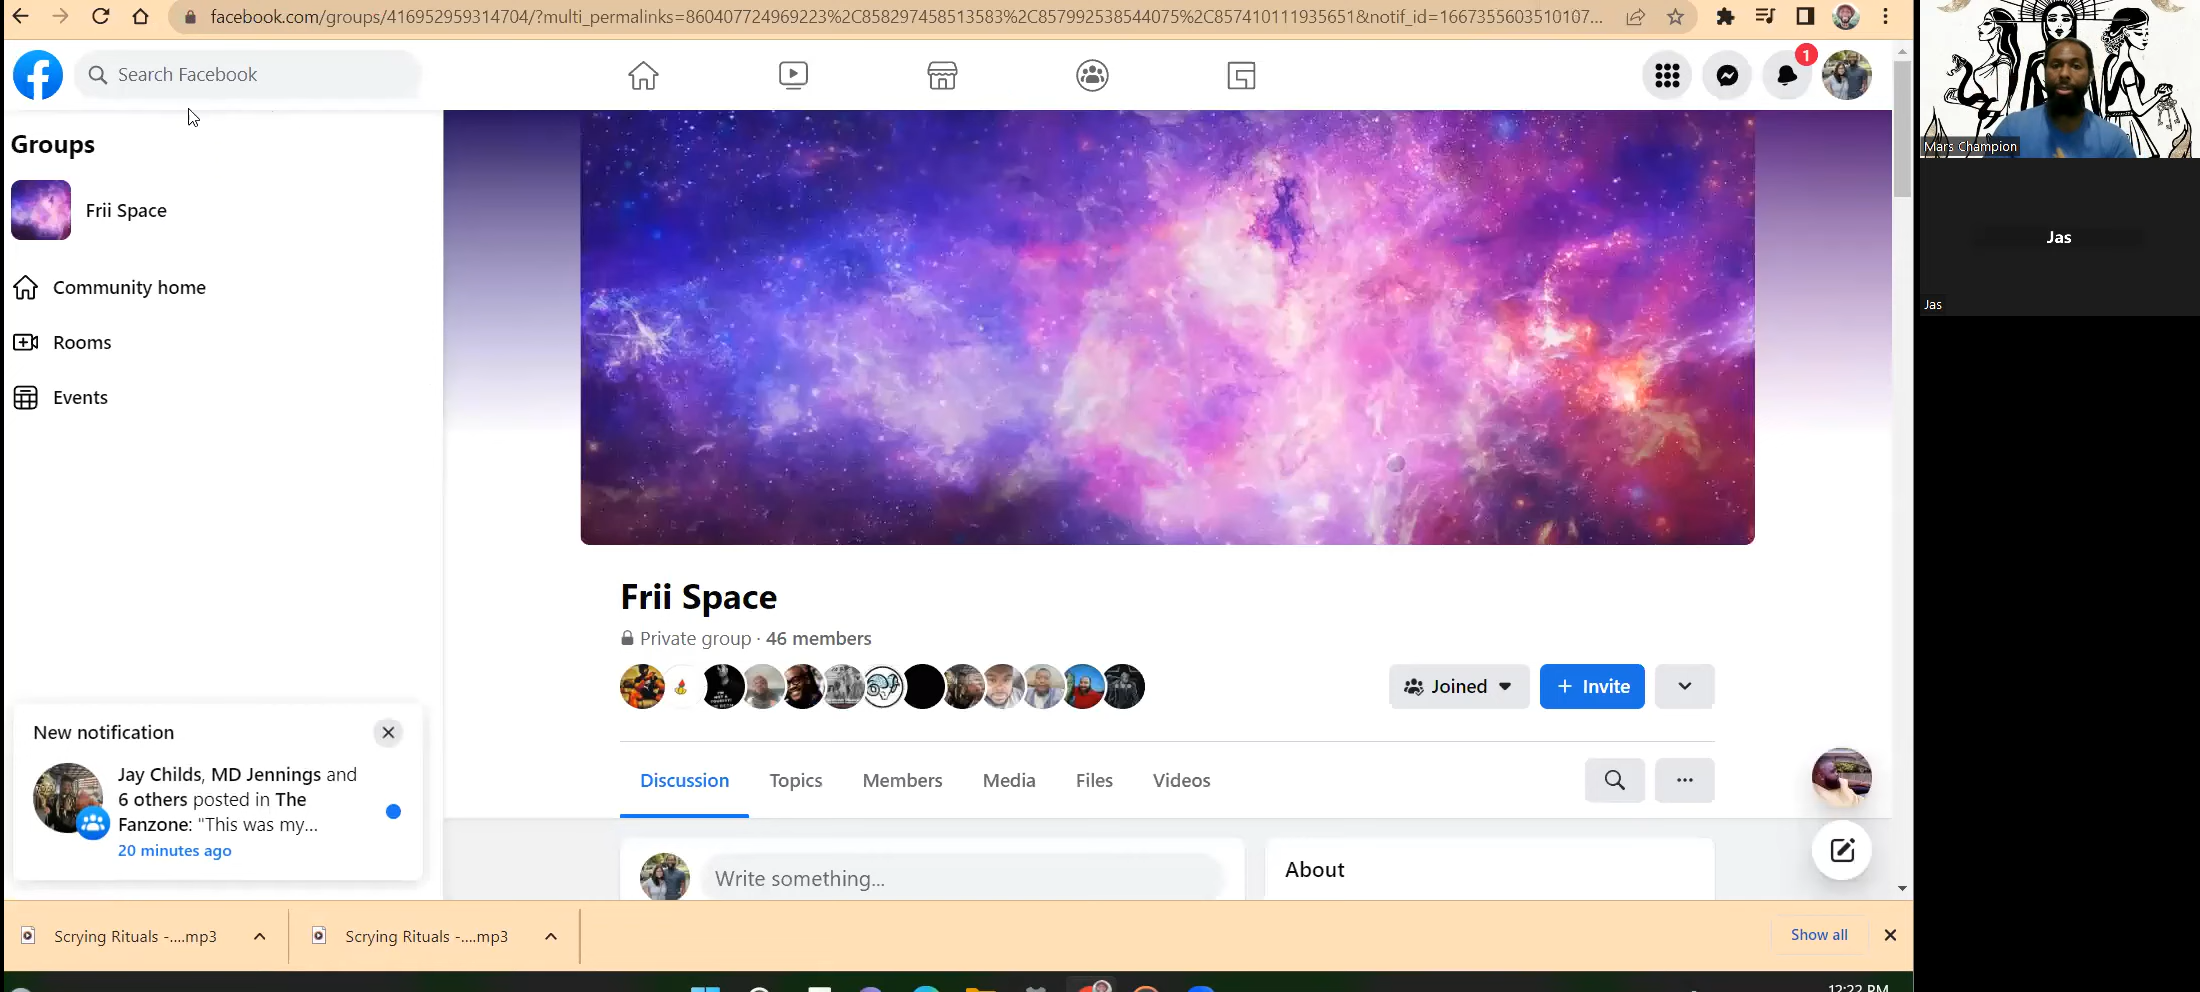 facebook.com/groups/416952959314704/?multi_permalinks=860407724969223%2C858297458513583%2C857992538544075%2C857410111935651&notif_id=1667355603510107...
Search Facebook
1
Groups
Frii Space
Community home
Rooms
Events
Frii Space
Private group · 46 members
Joined
+ Invite
Discussion
Topics
Members
Media
Files
Videos
Write something...
About
New notification
Jay Childs, MD Jennings and
6 others posted in The
Fanzone: "This was my...
20 minutes ago
Scrying Rituals -....mp3
Scrying Rituals -....mp3
Show all
12:22 PM
Mars Champion
Jas
Jas